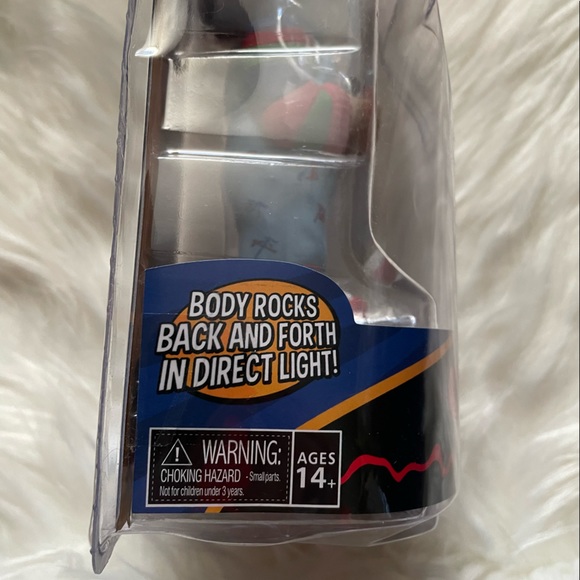 BODY ROCKS
BACK AND FORTH
IN DIRECT LIGHT!
WARNING:
CHOKING HAZARD - Small parts.
Not for children under 3 years.
AGES
14+